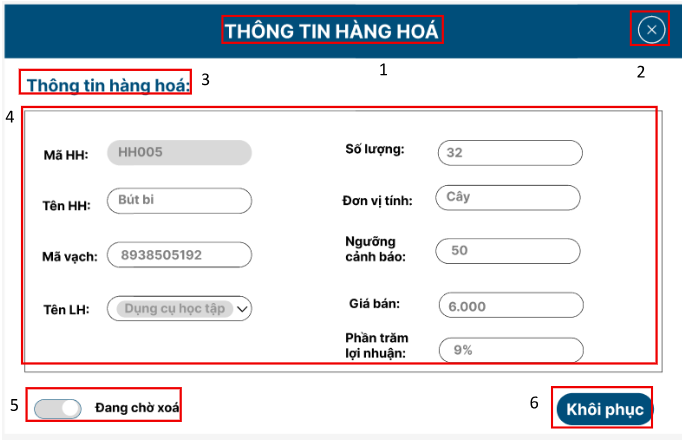 THÔNG TIN HÀNG HOÁ
1
2
Thông tin hàng hoá:
3
4
Mã HH: HH005
Số lượng: 32
Tên HH: Bút bi
Đơn vị tính: Cây
Mã vạch: 8938505192
Ngưỡng
cảnh báo: 50
Tên LH: Dụng cụ học tập
Giá bán: 6.000
Phần trăm
lợi nhuận: 9%
5
Đang chờ xoá
6
Khôi phục